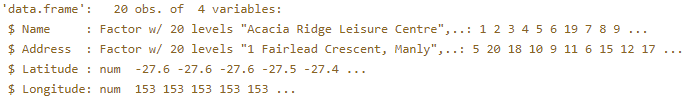 'data.frame':   20 obs. of  4 variables:
 $ Name     : Factor w/ 20 levels "Acacia Ridge Leisure Centre",..: 1 2 3 4 5 6 19 7 8 9 ...
 $ Address  : Factor w/ 20 levels "1 Fairlead Crescent, Manly",..: 5 20 18 10 9 11 6 15 12 17 ...
 $ Latitude : num  -27.6 -27.6 -27.6 -27.5 -27.4 ...
 $ Longitude: num  153 153 153 153 153 ...